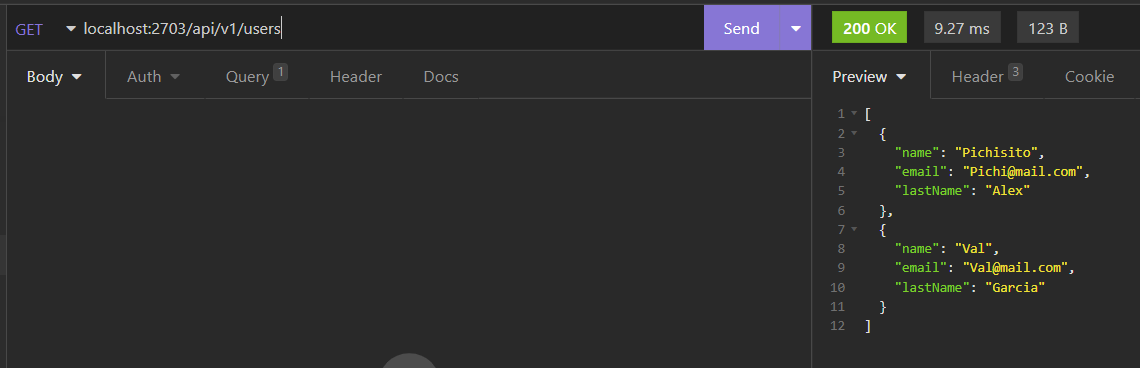 GET localhost:2703/api/v1/users Send 200 OK 9.27 ms 123 B
Body Auth Query 1 Header Docs Preview Header 3 Cookie
1 [
2 {
3 "name": "Pichisito",
4 "email": "Pichi@mail.com",
5 "lastName": "Alex"
6 },
7 {
8 "name": "Val",
9 "email": "Val@mail.com",
10 "lastName": "Garcia"
11 }
12 ]